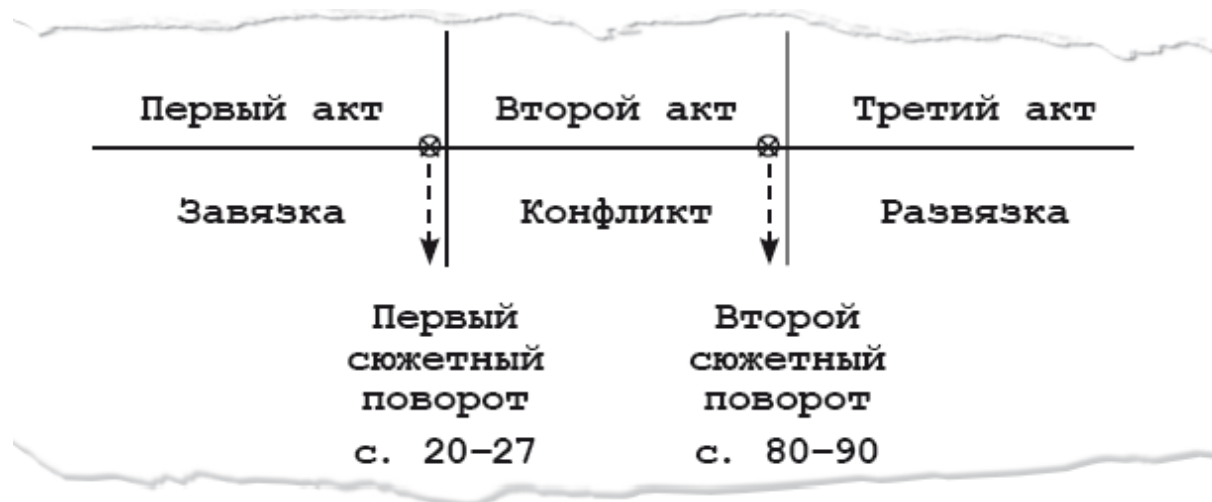 Первый акт
Второй акт
Третий акт
Завязка
Конфликт
Развязка
Первый
сюжетный
поворот
с. 20–27
Второй
сюжетный
поворот
с. 80–90